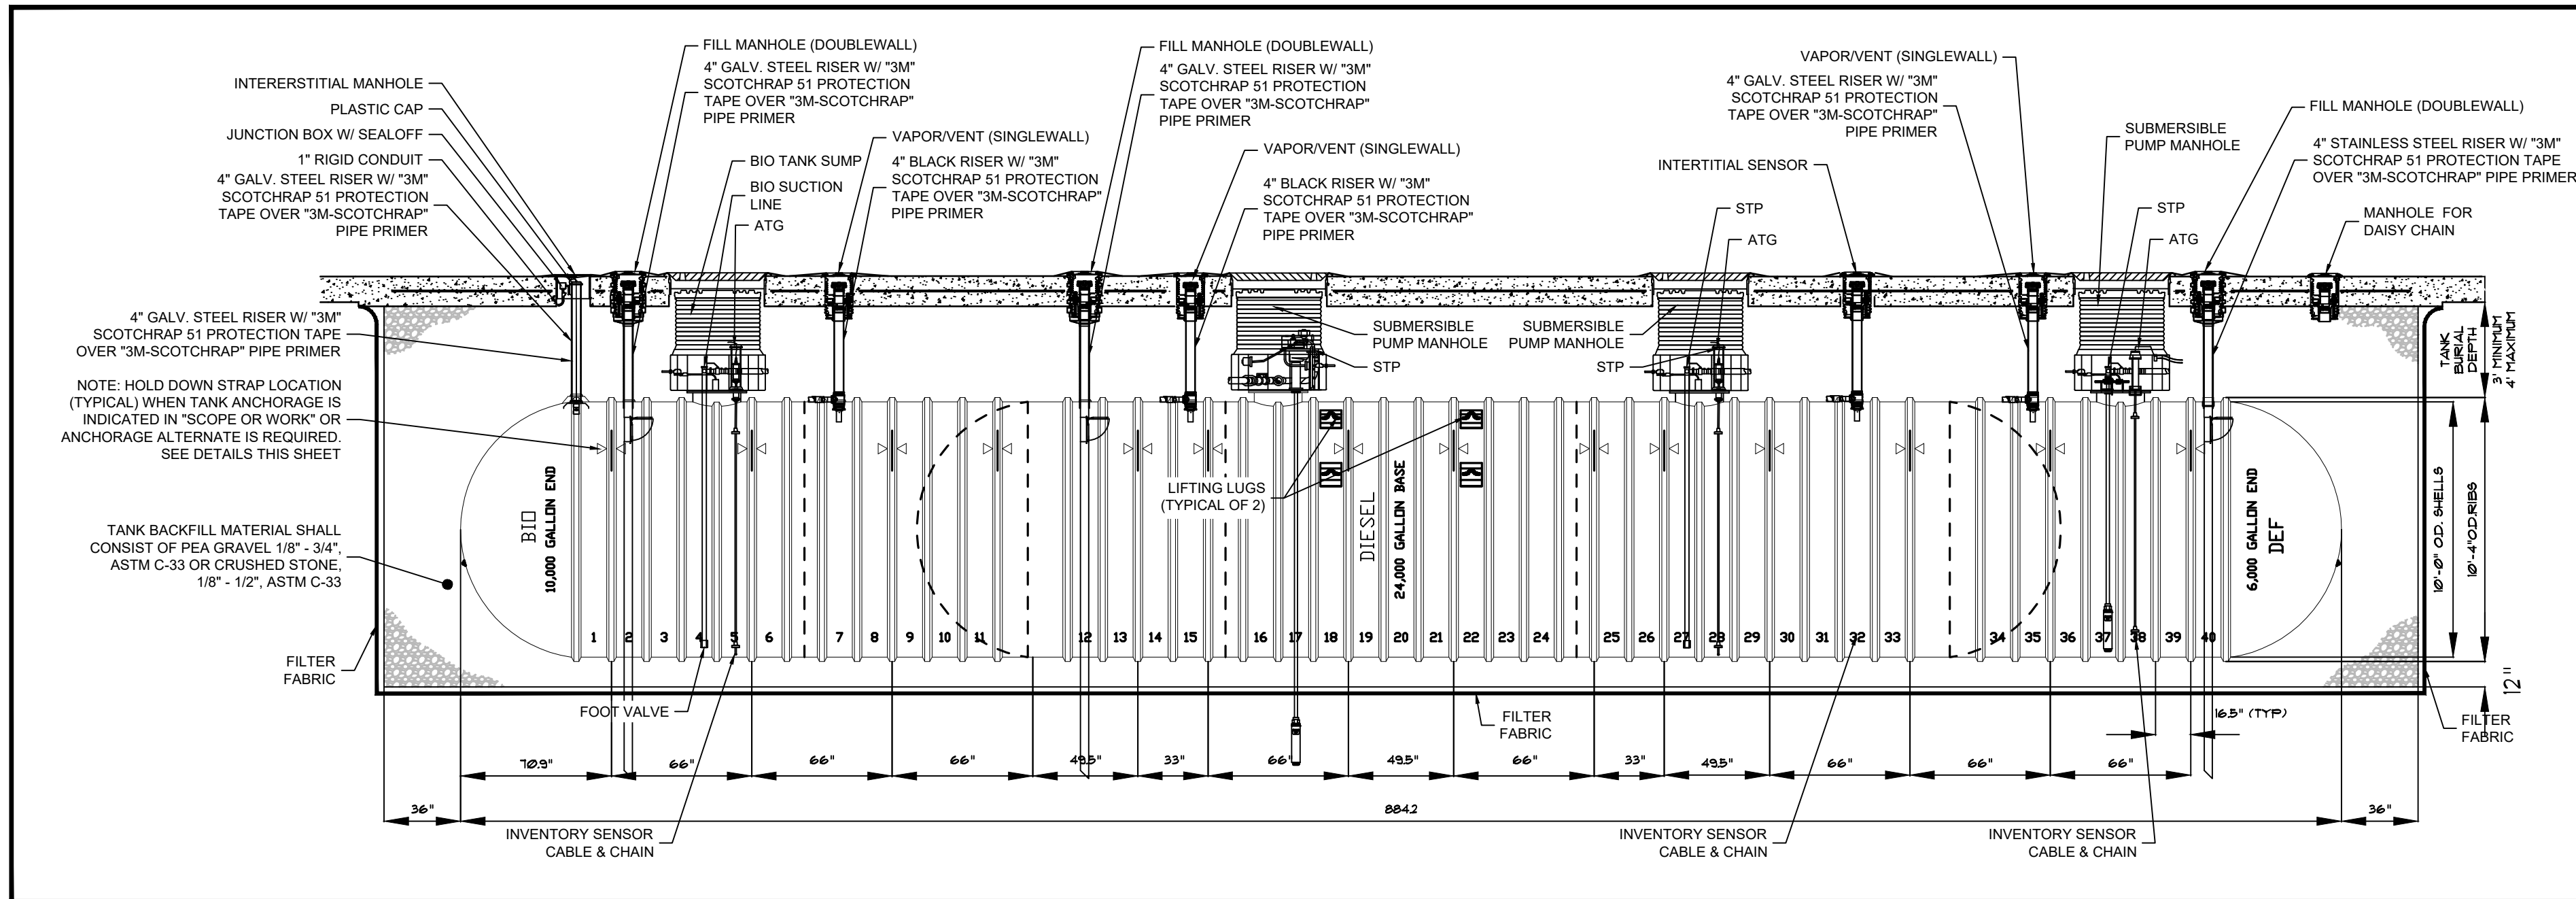 FILL MANHOLE (DOUBLEWALL)
4" GALV. STEEL RISER W/ "3M"
SCOTCHRAP 51 PROTECTION
TAPE OVER "3M-SCOTCHRAP"
PIPE PRIMER
FILL MANHOLE (DOUBLEWALL)
4" GALV. STEEL RISER W/ "3M"
SCOTCHRAP 51 PROTECTION
TAPE OVER "3M-SCOTCHRAP"
PIPE PRIMER
VAPOR/VENT (SINGLEWALL)
4" GALV. STEEL RISER W/ "3M"
SCOTCHRAP 51 PROTECTION
TAPE OVER "3M-SCOTCHRAP"
PIPE PRIMER
INTERERSTITIAL MANHOLE
PLASTIC CAP
JUNCTION BOX W/ SEALOFF
1" RIGID CONDUIT
4" GALV. STEEL RISER W/ "3M"
SCOTCHRAP 51 PROTECTION
TAPE OVER "3M-SCOTCHRAP"
PIPE PRIMER
BIO TANK SUMP
BIO SUCTION
LINE
ATG
VAPOR/VENT (SINGLEWALL)
4" BLACK RISER W/ "3M"
SCOTCHRAP 51 PROTECTION
TAPE OVER "3M-SCOTCHRAP"
PIPE PRIMER
VAPOR/VENT (SINGLEWALL)
4" BLACK RISER W/ "3M"
SCOTCHRAP 51 PROTECTION
TAPE OVER "3M-SCOTCHRAP"
PIPE PRIMER
INTERTITIAL SENSOR
STP
ATG
SUBMERSIBLE
PUMP MANHOLE
STP
ATG
FILL MANHOLE (DOUBLEWALL)
4" STAINLESS STEEL RISER W/ "3M"
SCOTCHRAP 51 PROTECTION TAPE
OVER "3M-SCOTCHRAP" PIPE PRIMER
MANHOLE FOR
DAISY CHAIN
4" GALV. STEEL RISER W/ "3M"
SCOTCHRAP 51 PROTECTION TAPE
OVER "3M-SCOTCHRAP" PIPE PRIMER
NOTE: HOLD DOWN STRAP LOCATION
(TYPICAL) WHEN TANK ANCHORAGE IS
INDICATED IN "SCOPE OR WORK" OR
ANCHORAGE ALTERNATE IS REQUIRED.
SEE DETAILS THIS SHEET
TANK BACKFILL MATERIAL SHALL
CONSIST OF PEA GRAVEL 1/8" - 3/4",
ASTM C-33 OR CRUSHED STONE,
1/8" - 1/2", ASTM C-33
FILTER
FABRIC
SUBMERSIBLE
PUMP MANHOLE
STP
SUBMERSIBLE
PUMP MANHOLE
STP
TANK
BURIAL
DEPTH
3' MINIMUM
4' MAXIMUM
BIO
10,000 GALLON END
LIFTING LUGS
(TYPICAL OF 2)
DIESEL
24,000 GALLON BASE
6,000 GALLON END
DEF
10'-0" O.D. SHELLS
10'-4" O.D. RIBS
1 2 3 4 5 6 7 8 9 10 11 12 13 14 15 16 17 18 19 20 21 22 23 24 25 26 27 28 29 30 31 32 33 34 35 36 37 38 39 40
12"
FOOT VALVE
FILTER
FABRIC
16.5" (TYP)
FILTER
FABRIC
70.9" 66" 66" 66" 49.5" 33" 66" 49.5" 66" 33" 49.5" 66" 66" 66"
36" 884.2 36"
INVENTORY SENSOR
CABLE & CHAIN
INVENTORY SENSOR
CABLE & CHAIN
INVENTORY SENSOR
CABLE & CHAIN